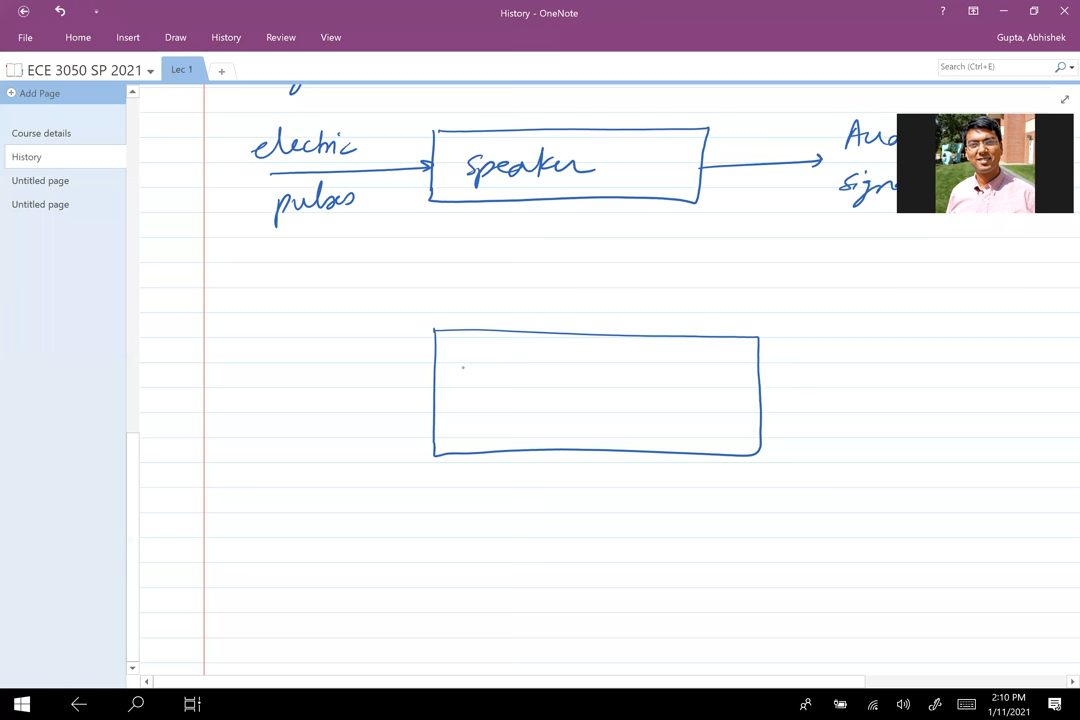 History - OneNote
File Home Insert Draw History Review View
Gupta, Abhishek
ECE 3050 SP 2021
Lec 1
Search (Ctrl+E)
Add Page
Course details
History
Untitled page
Untitled page
electric
pulses
speaker
2:10 PM
1/11/2021